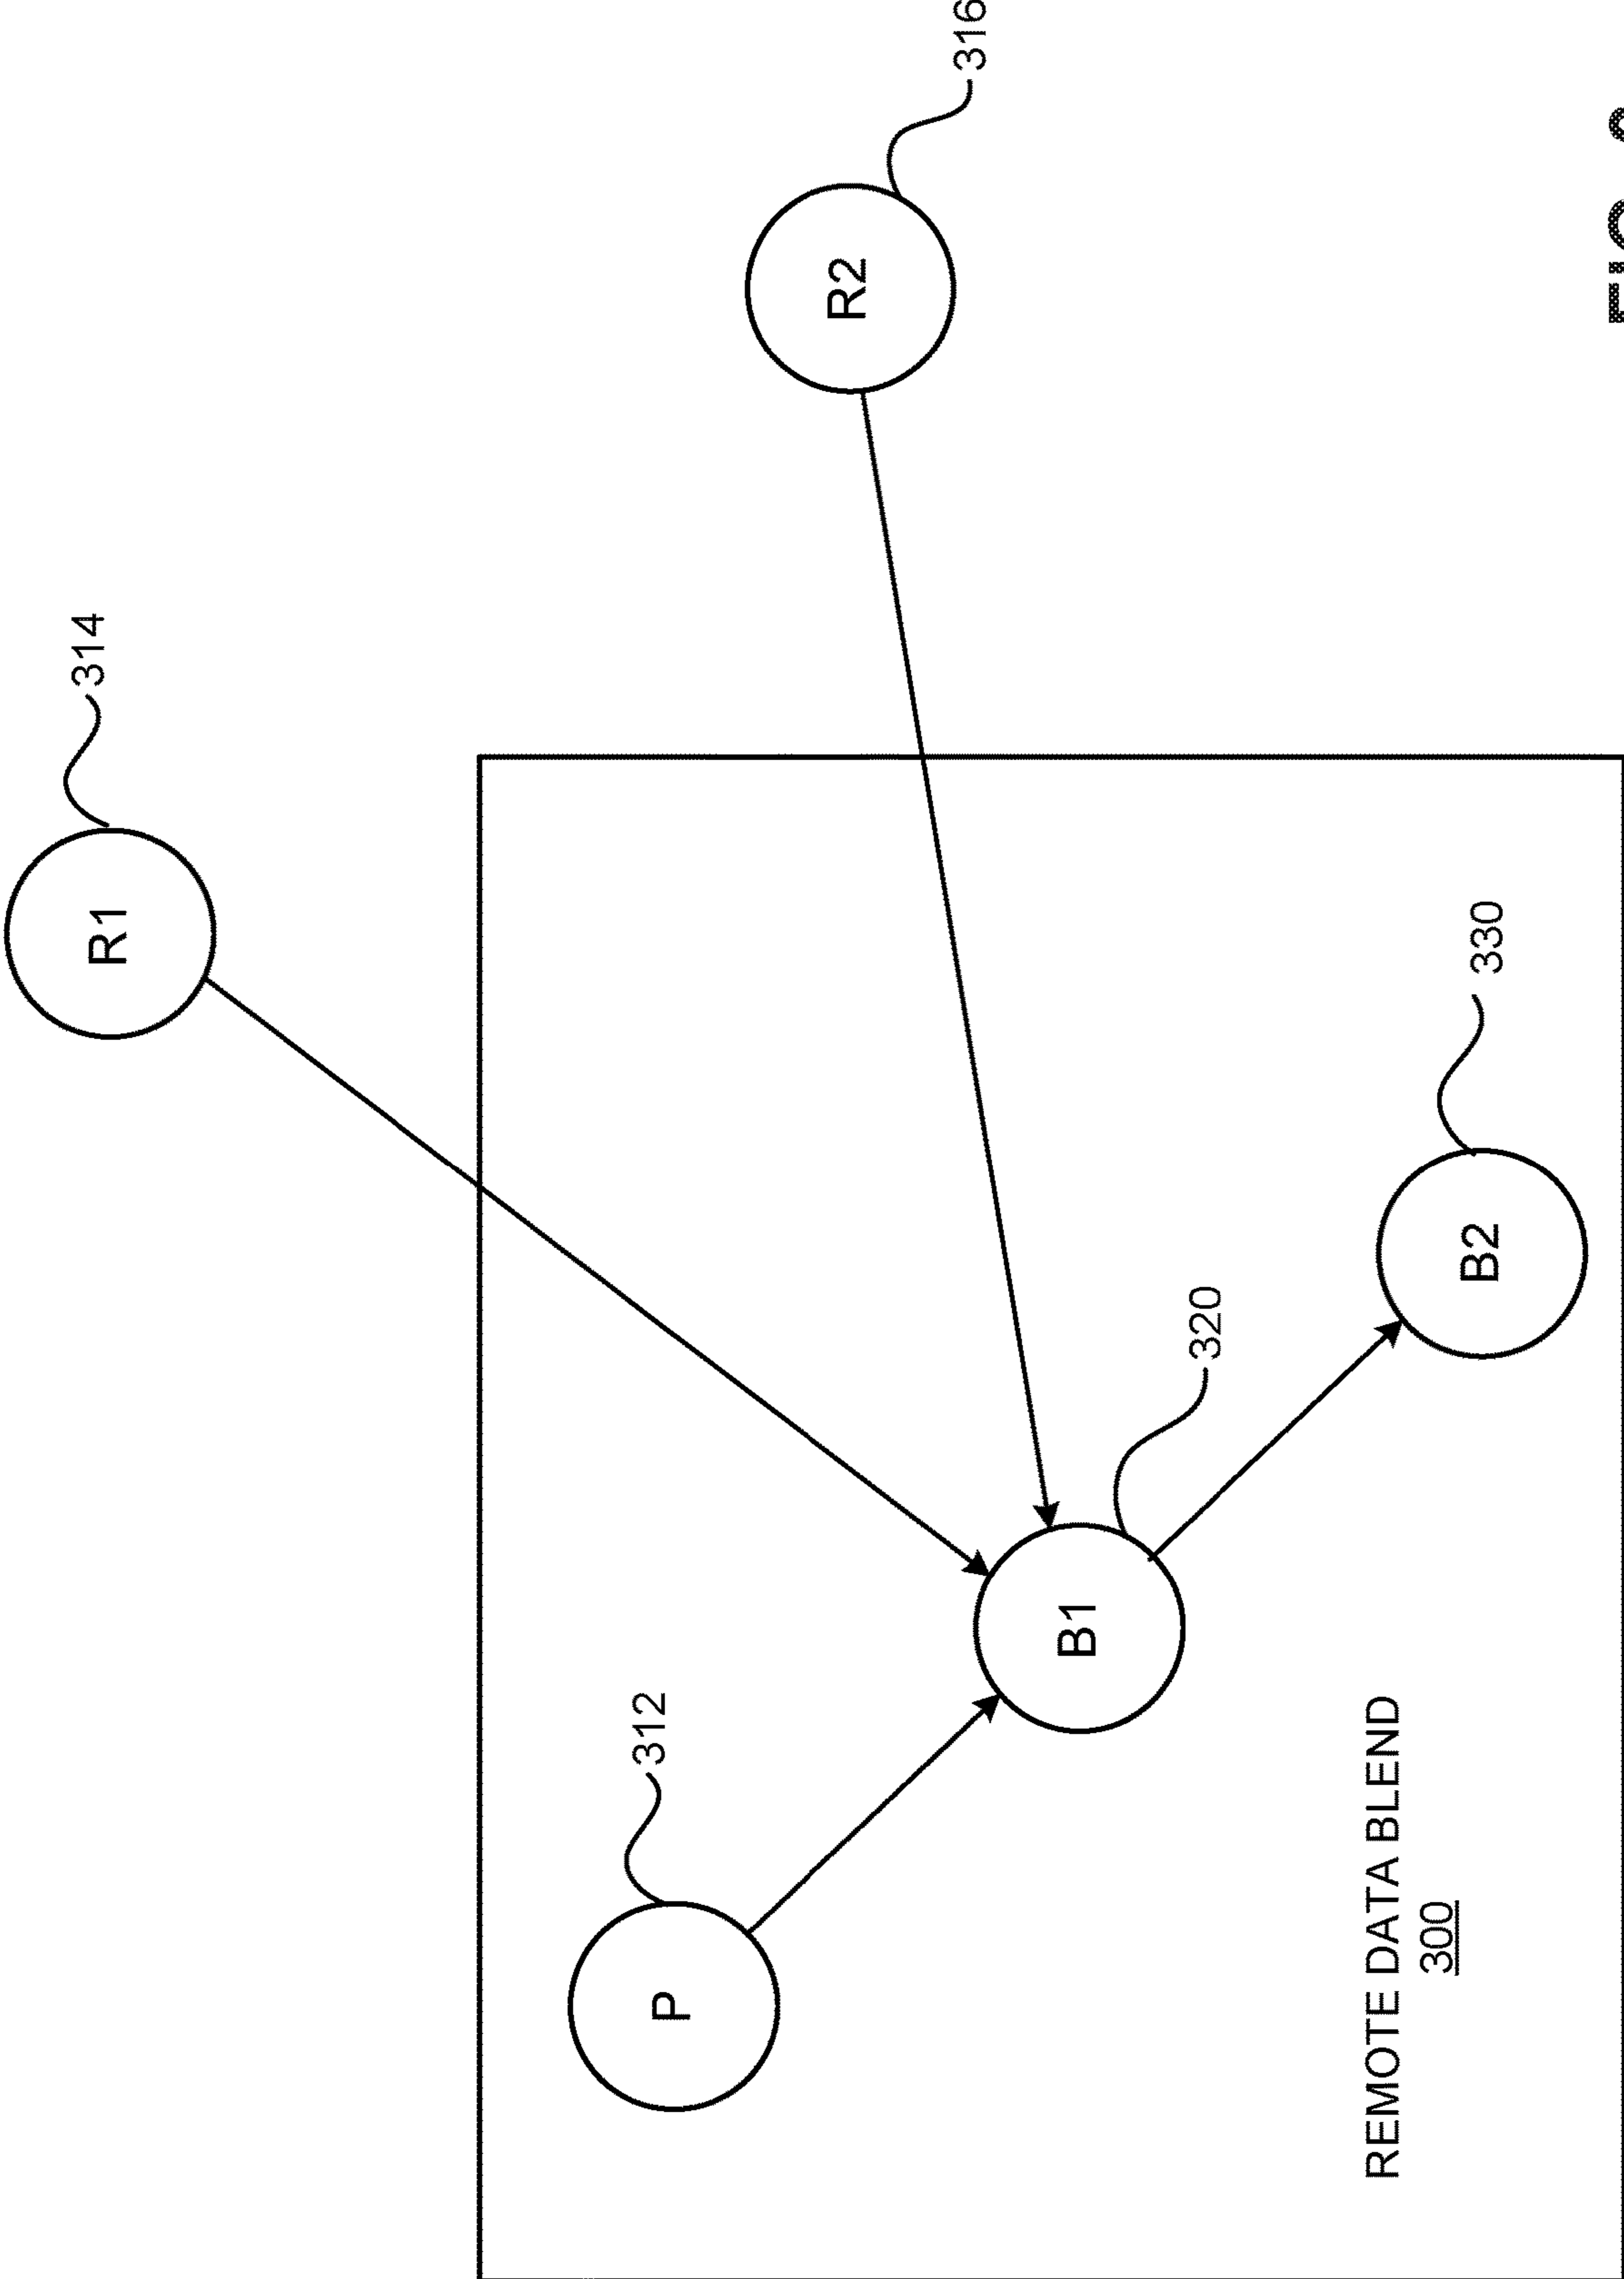 R1
314
P
312
R2
316
B1
320
REMOTE DATA BLEND
300
B2
330